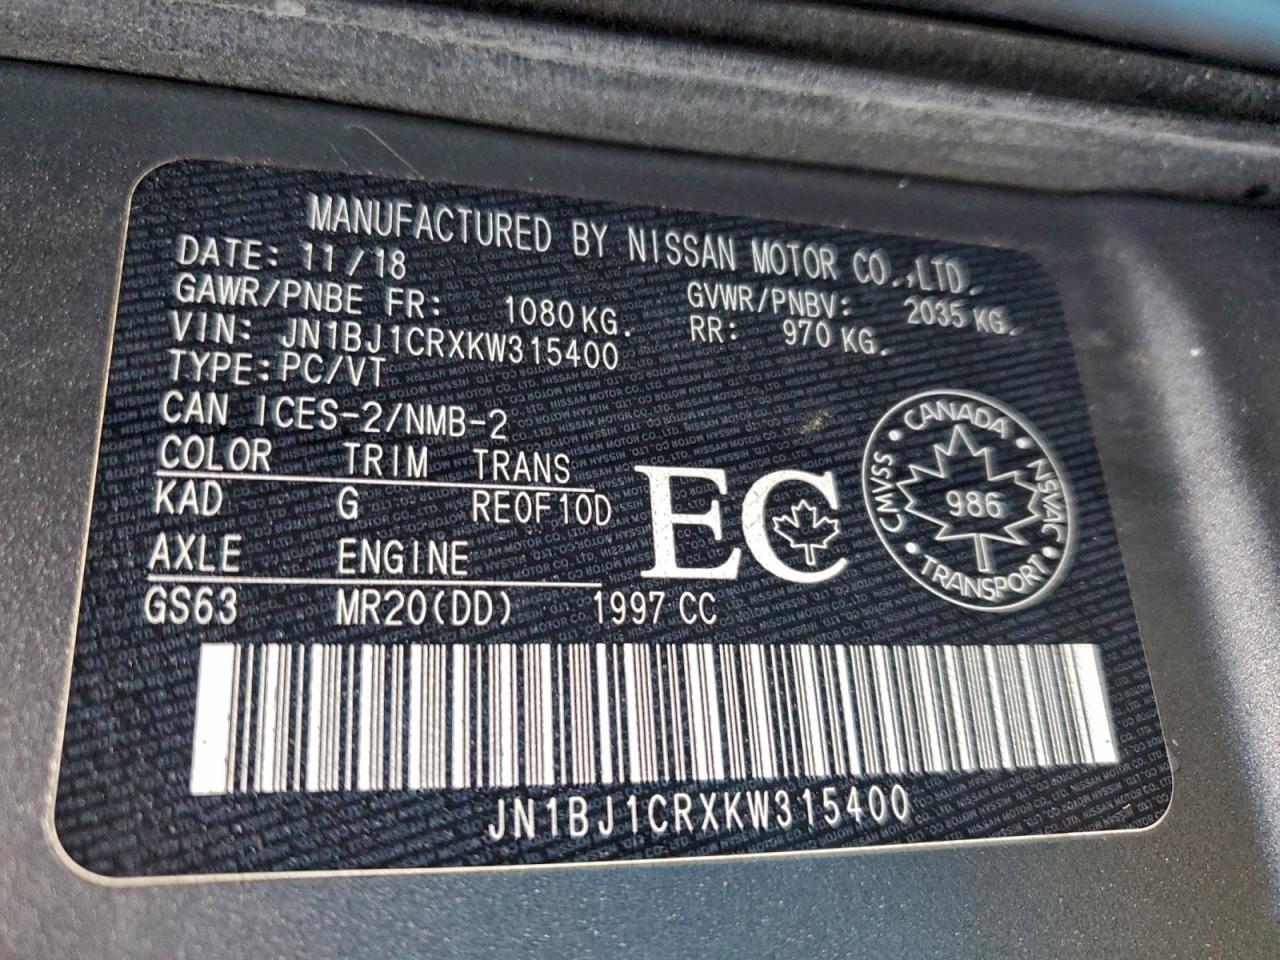 MANUFACTURED BY NISSAN MOTOR CO.,LTD.
DATE: 11/18
GAWR/PNBE FR: 1080 KG. GVWR/PNBV: 2035 KG.
VIN: JN1BJ1CRXKW315400 RR: 970 KG.
TYPE: PC/VT
CAN ICES-2/NMB-2
COLOR TRIM TRANS
KAD G RE0F10D
AXLE ENGINE
GS63 MR20(DD) 1997 CC
EC
CANADA
CMVSS 986 NSVAC
TRANSPORT
JN1BJ1CRXKW315400